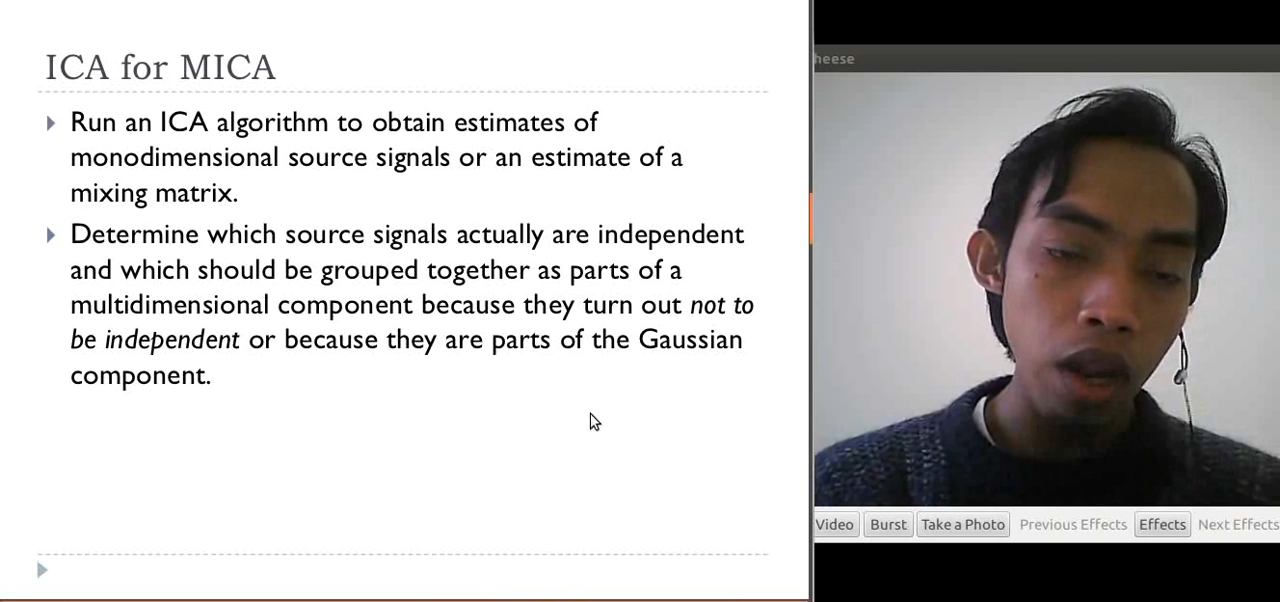 ICA for MICA
Run an ICA algorithm to obtain estimates of
monodimensional source signals or an estimate of a
mixing matrix.
Determine which source signals actually are independent
and which should be grouped together as parts of a
multidimensional component because they turn out not to
be independent or because they are parts of the Gaussian
component.
heese
Video Burst Take a Photo Previous Effects Effects Next Effects